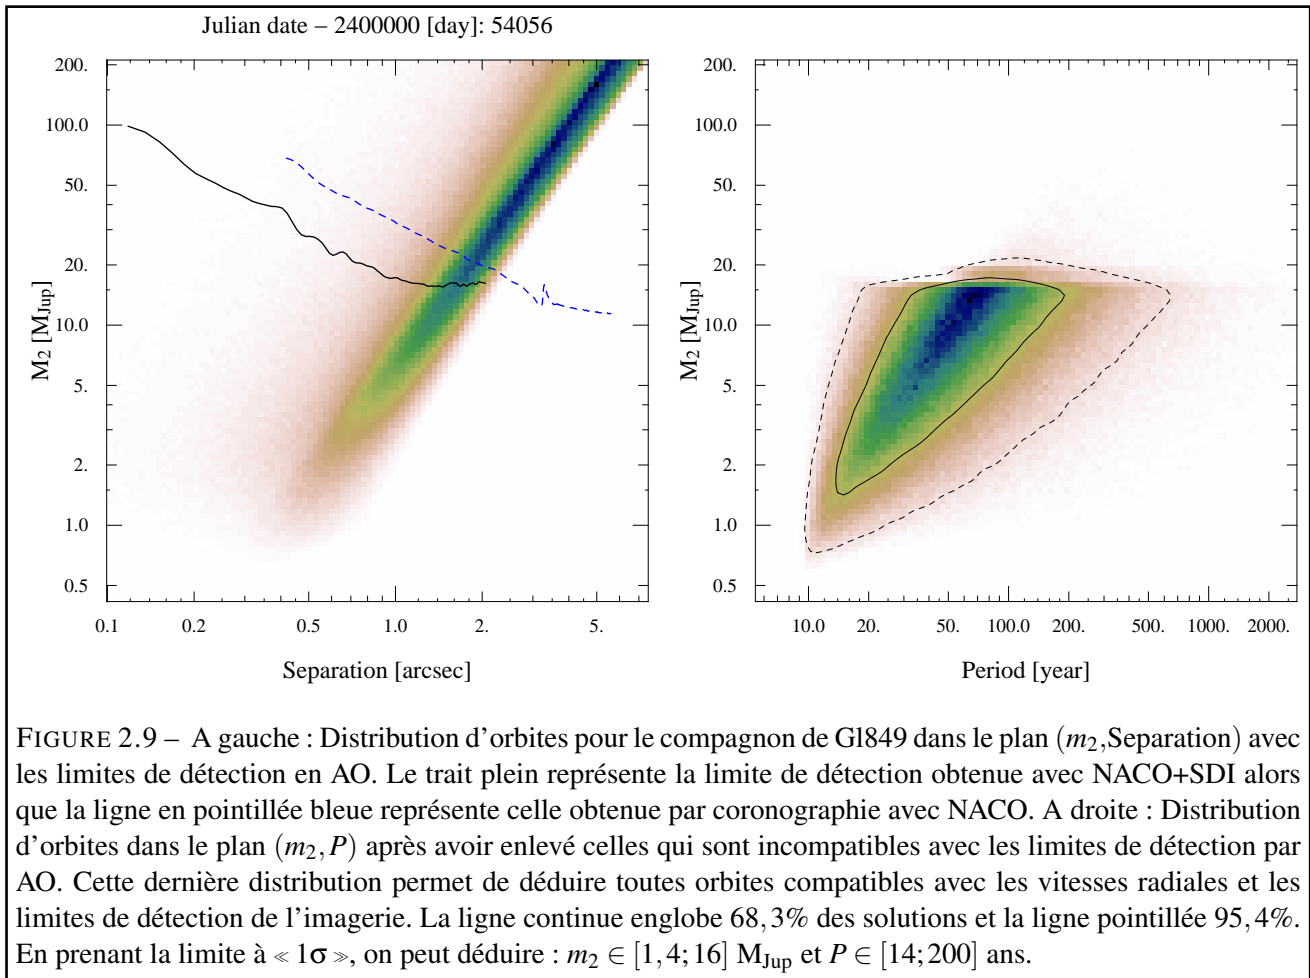 Julian date – 2400000 [day]: 54056
200.
100.0
50.
20.
10.0
5.
2.
1.0
0.5
M2 [MJup]
0.1
0.2
0.5
1.0
2.
5.
Separation [arcsec]
200.
100.0
50.
20.
10.0
5.
2.
1.0
0.5
M2 [MJup]
10.0
20.
50.
100.0
200.
500.
1000.
2000.
Period [year]
FIGURE 2.9 – A gauche : Distribution d'orbites pour le compagnon de Gl849 dans le plan (m2,Separation) avec
les limites de détection en AO. Le trait plein représente la limite de détection obtenue avec NACO+SDI alors
que la ligne en pointillée bleue représente celle obtenue par coronographie avec NACO. A droite : Distribution
d'orbites dans le plan (m2,P) après avoir enlevé celles qui sont incompatibles avec les limites de détection par
AO. Cette dernière distribution permet de déduire toutes orbites compatibles avec les vitesses radiales et les
limites de détection de l'imagerie. La ligne continue englobe 68,3% des solutions et la ligne pointillée 95,4%.
En prenant la limite à « 1σ », on peut déduire : m2 ∈ [1,4;16] MJup et P ∈ [14;200] ans.